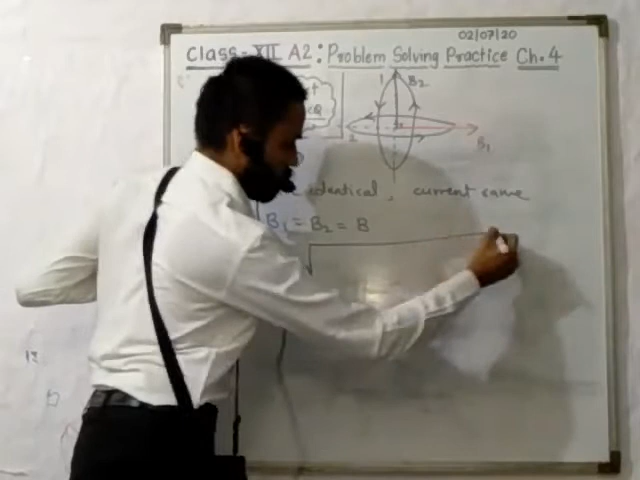 02/07/20
Class-XII A2: Problem Solving Practice Ch. 4
1 B₂
2 B₁
identical, current same
B₁ = B₂ = B
√